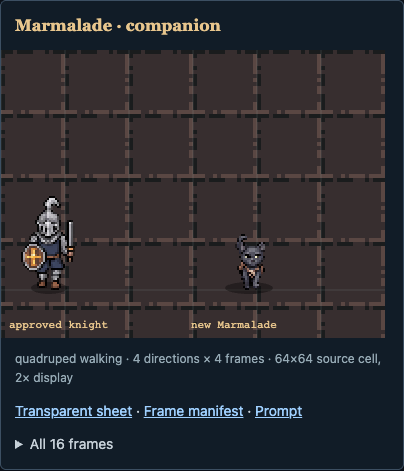 Marmalade · companion
approved knight
new Marmalade
quadruped walking · 4 directions × 4 frames · 64×64 source cell,
2× display
Transparent sheet · Frame manifest · Prompt
▶ All 16 frames